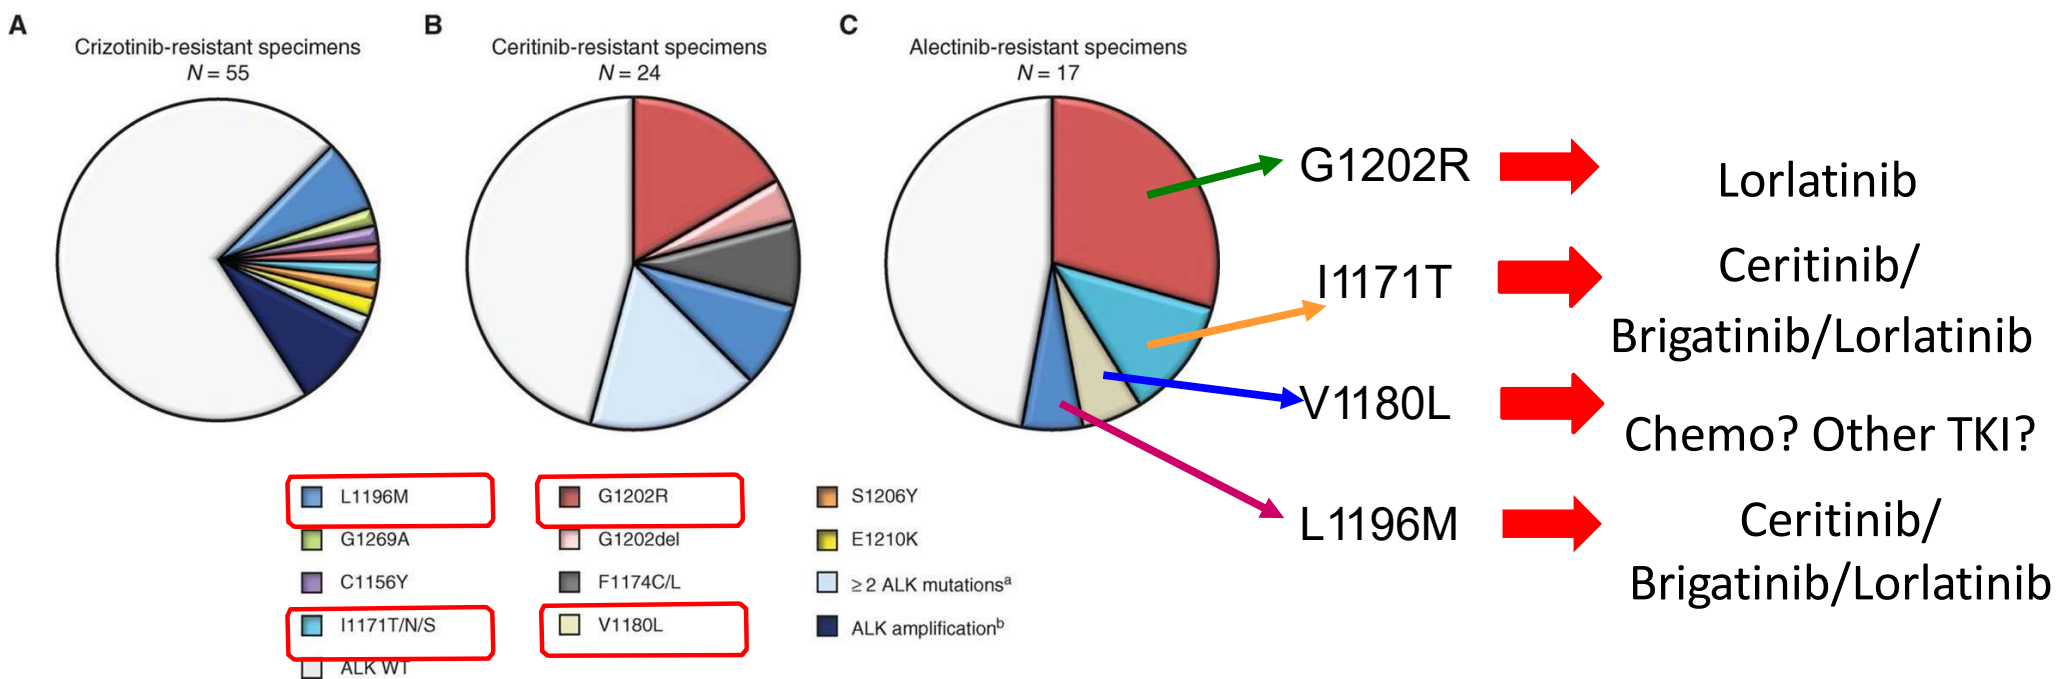 A
Crizotinib-resistant specimens
N = 55
B
Ceritinib-resistant specimens
N = 24
C
Alectinib-resistant specimens
N = 17
G1202R
Lorlatinib
I1171T
Ceritinib/
Brigatinib/Lorlatinib
V1180L
Chemo? Other TKI?
L1196M
Ceritinib/
Brigatinib/Lorlatinib
L1196M
G1269A
C1156Y
I1171T/N/S
ALK WT
G1202R
G1202del
F1174C/L
V1180L
S1206Y
E1210K
≥ 2 ALK mutationsᵃ
ALK amplificationᵇ